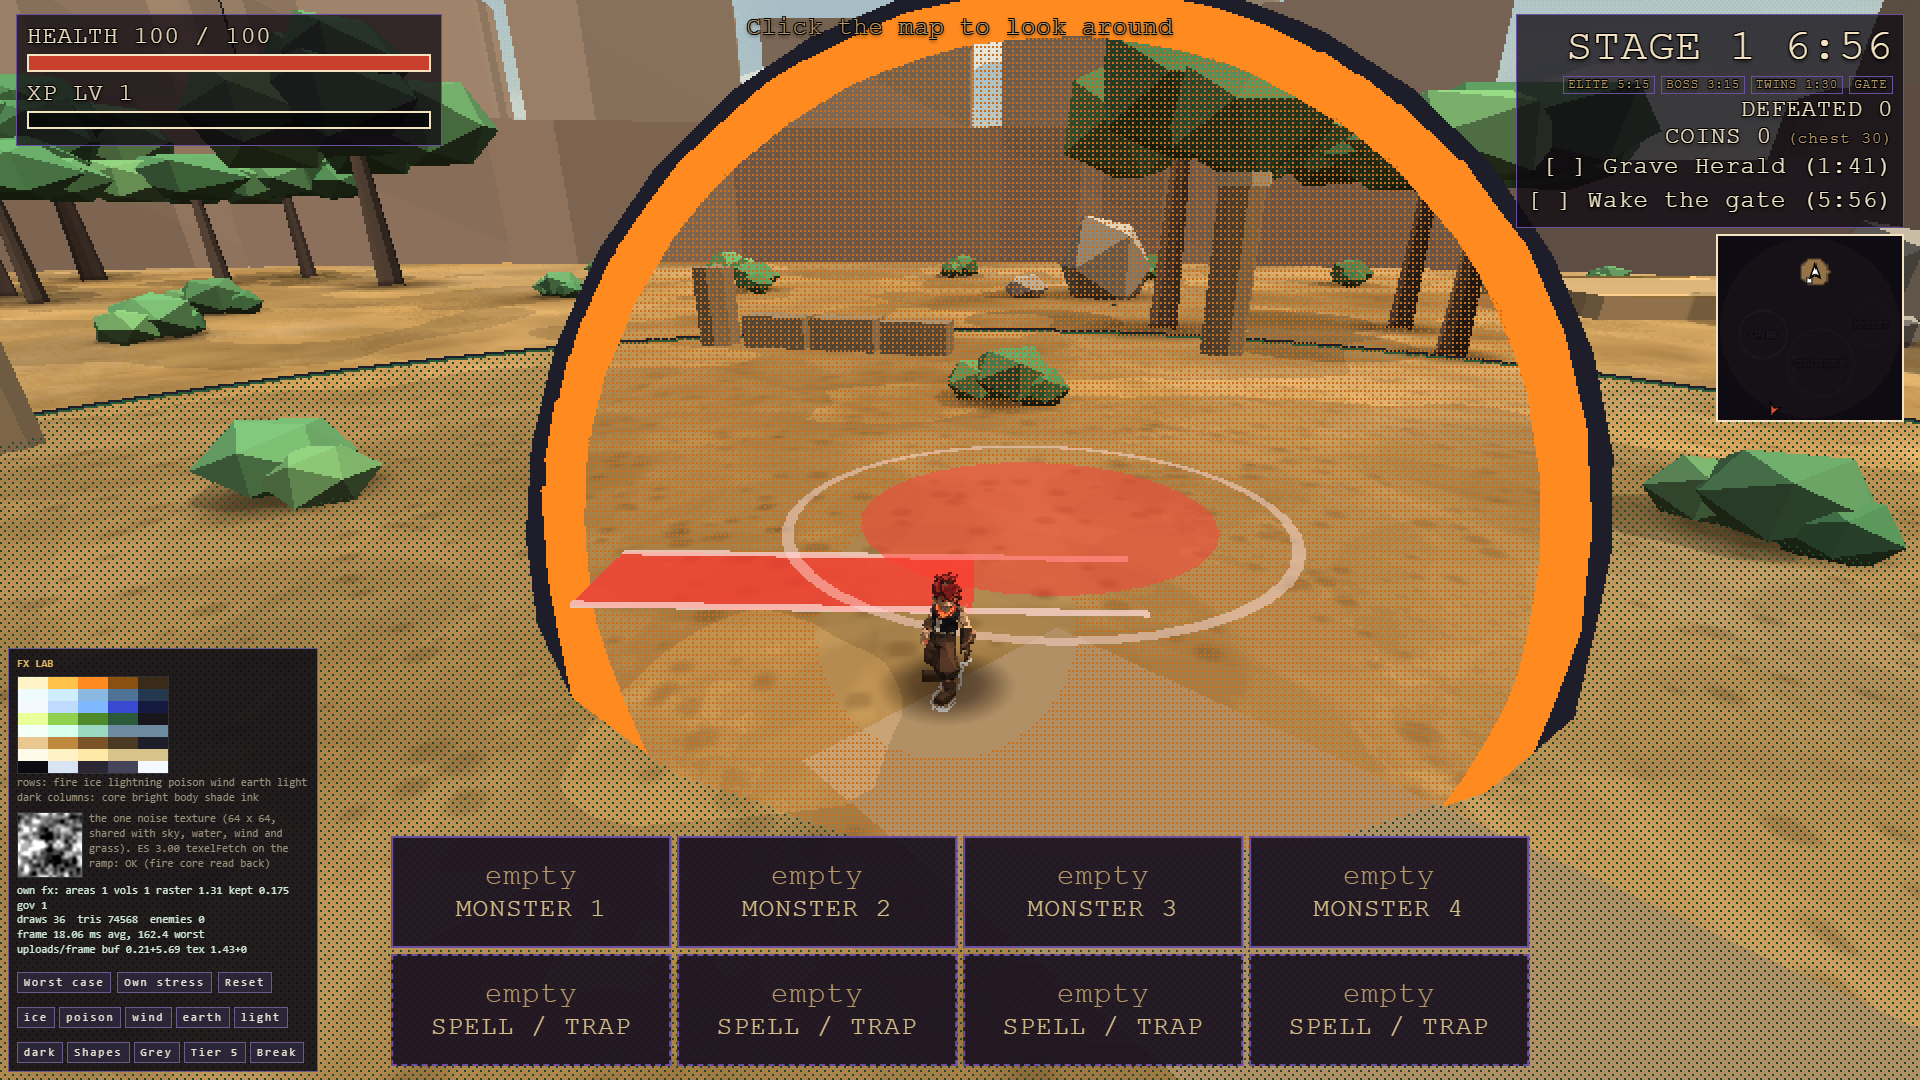 HEALTH 100 / 100
XP LV 1
Click the map to look around
STAGE 1 6:56
ELITE 5:15 BOSS 3:15 TWINS 1:30 GATE
DEFEATED 0
COINS 0 (chest 30)
[ ] Grave Herald (1:41)
[ ] Wake the gate (5:56)
FX LAB
rows: fire ice lightning poison wind earth light
dark columns: core bright body shade ink
the one noise texture (64 x 64,
shared with sky, water, wind and
grass). ES 3.00 texelFetch on the
ramp: OK (fire core read back)
own fx: areas 1 vols 1 raster 1.31 kept 0.175
gov 1
draws 36 tris 74568 enemies 0
frame 18.06 ms avg, 162.4 worst
uploads/frame buf 0.21+5.69 tex 1.43+0
Worst case Own stress Reset
ice poison wind earth light
dark Shapes Grey Tier 5 Break
empty empty empty empty
MONSTER 1 MONSTER 2 MONSTER 3 MONSTER 4
empty empty empty empty
SPELL / TRAP SPELL / TRAP SPELL / TRAP SPELL / TRAP